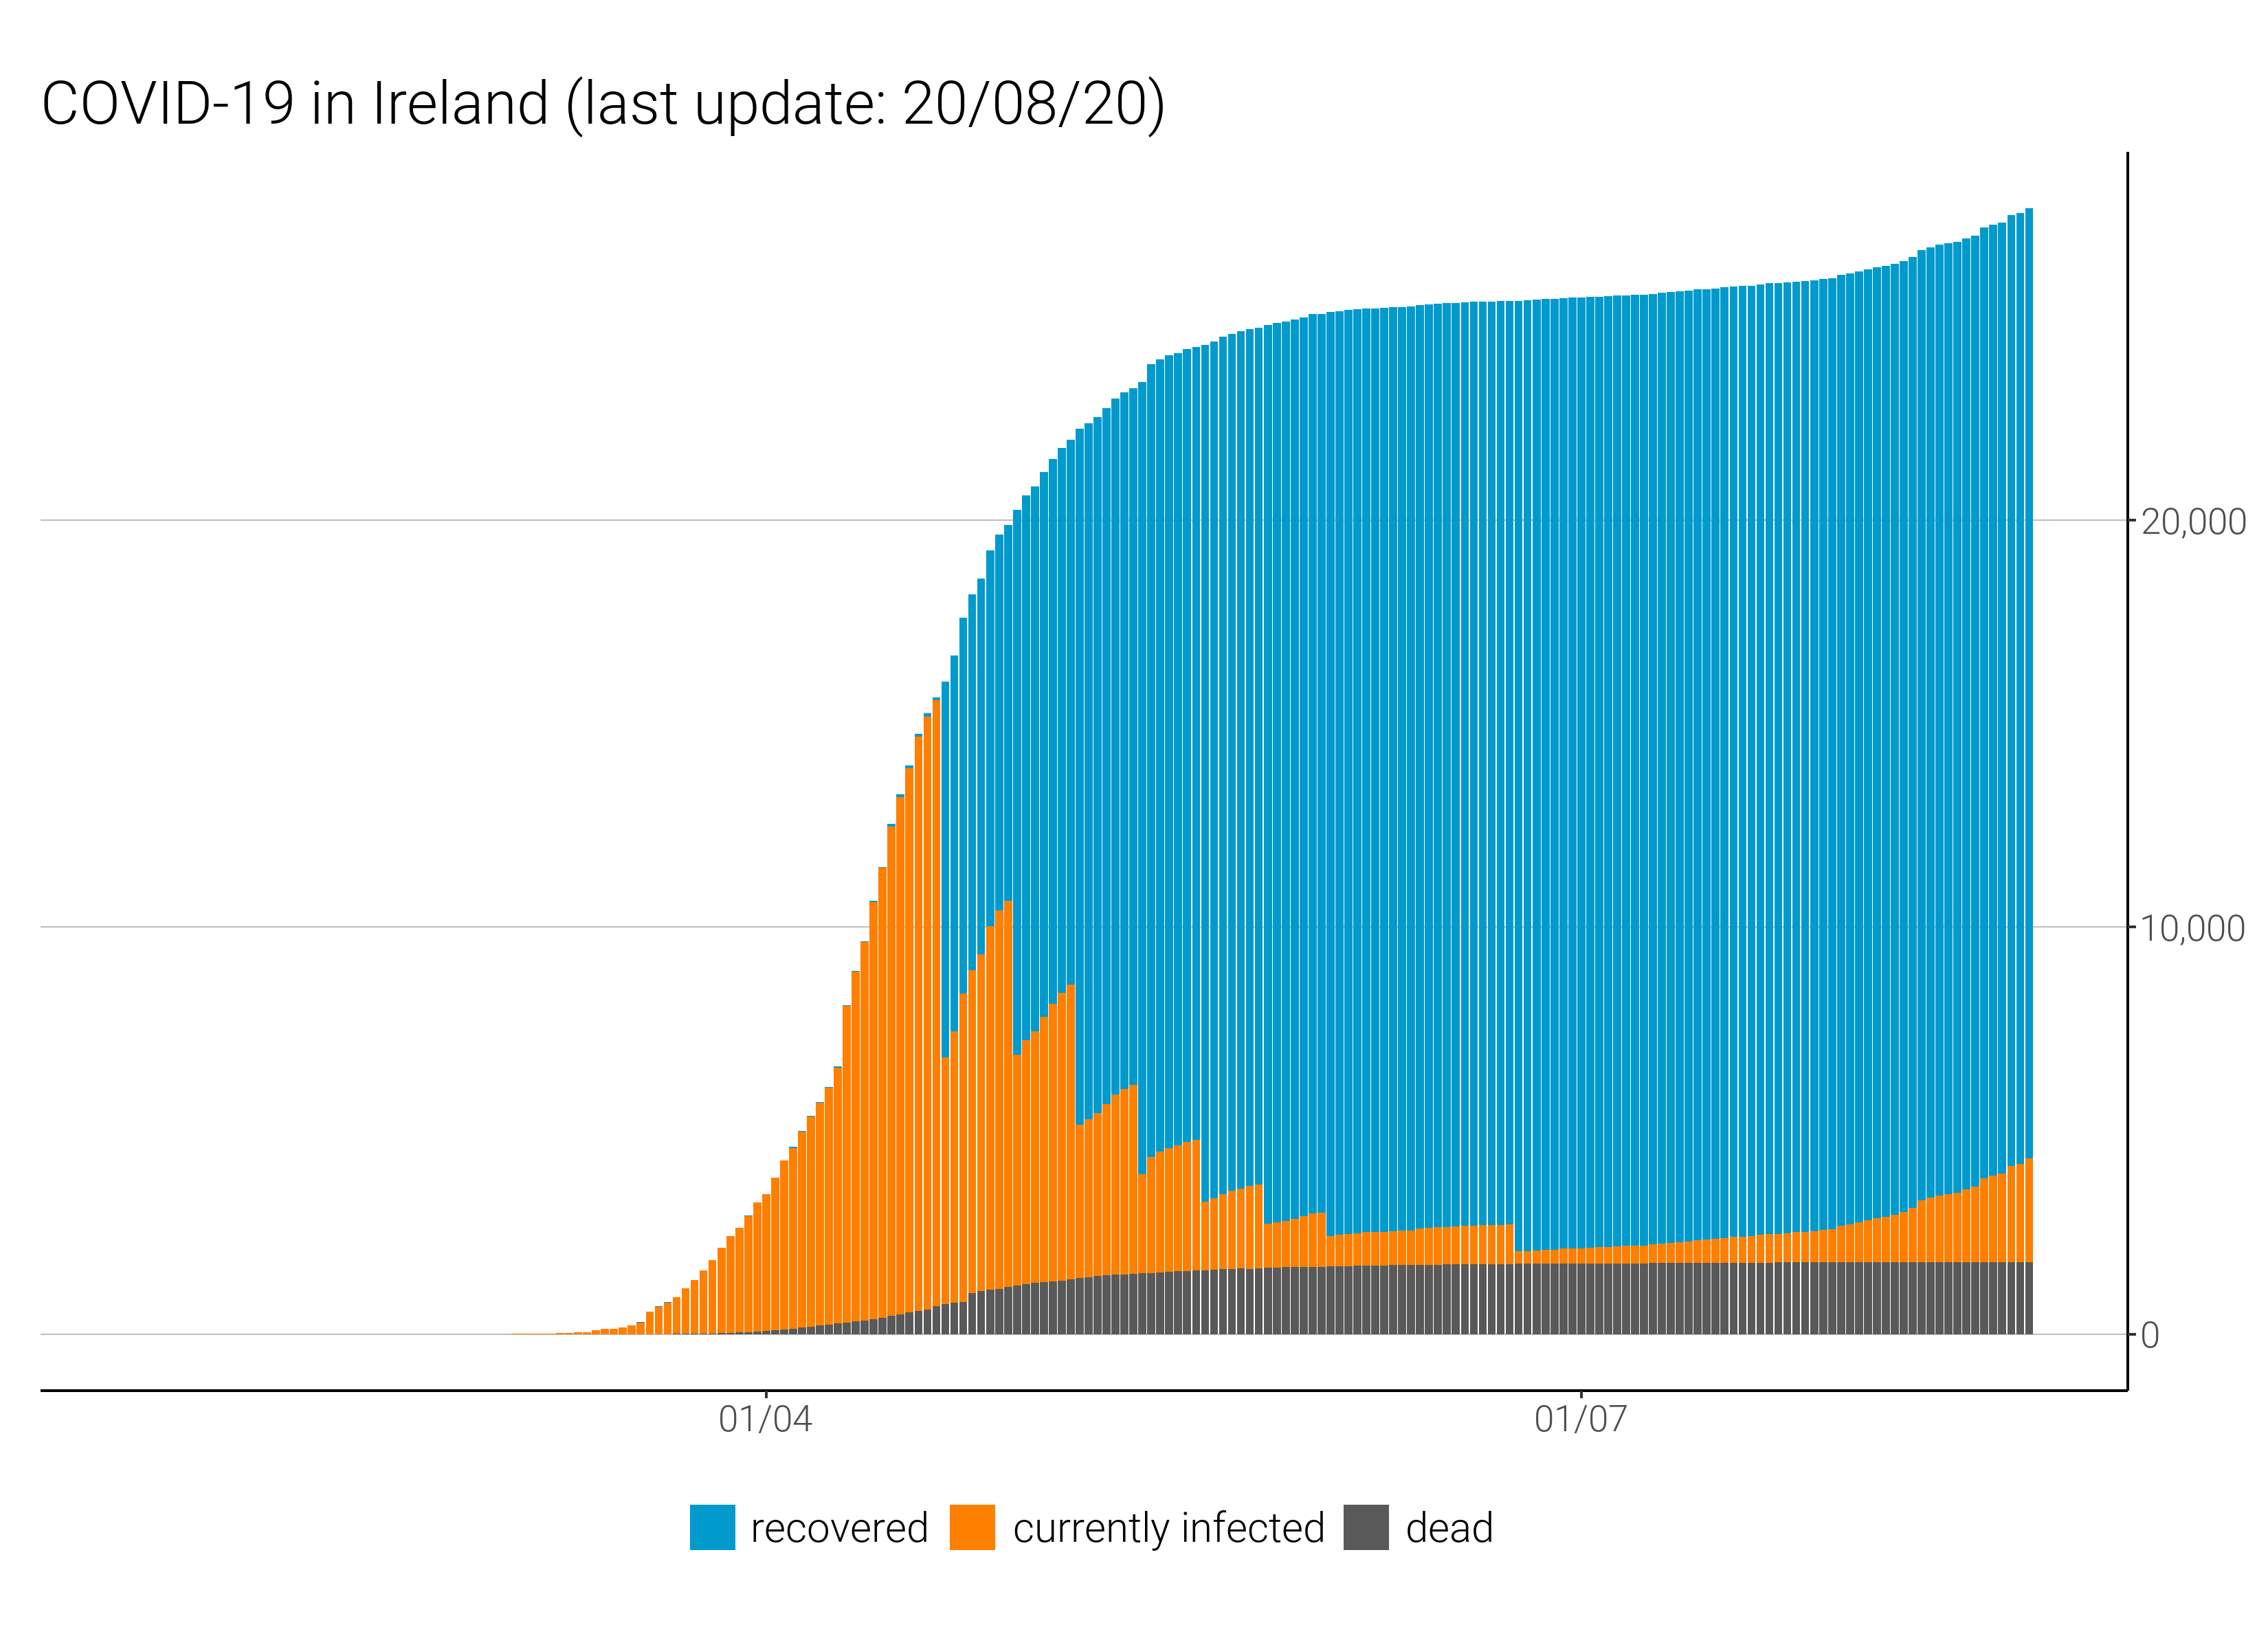 COVID-19 in Ireland (last update: 20/08/20)
20,000
10,000
0
01/04 01/07
recovered currently infected dead